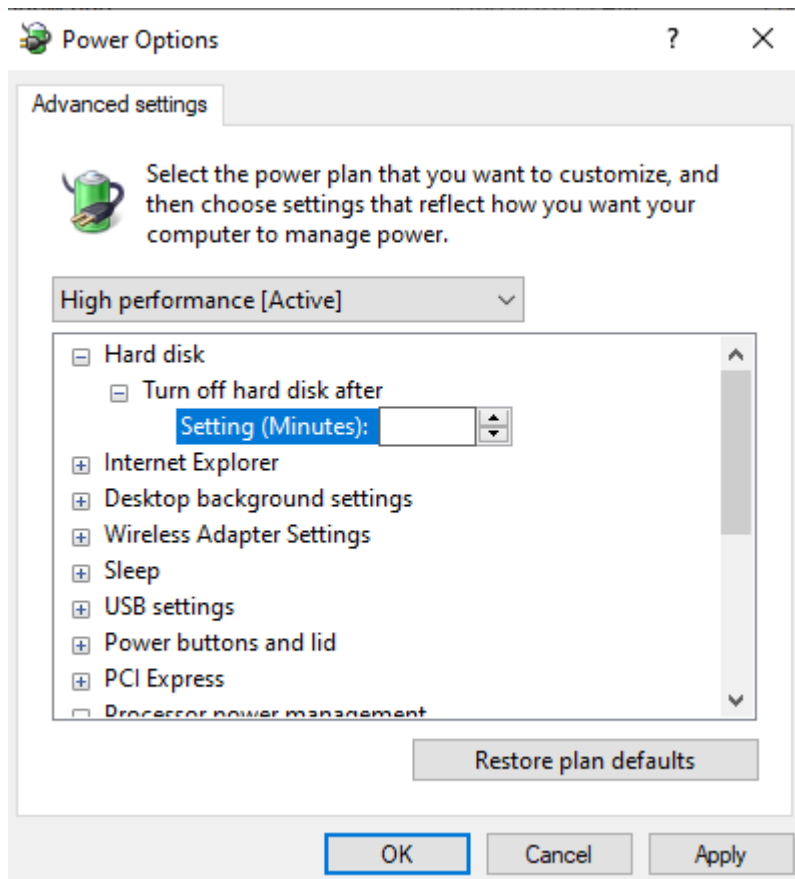 Power Options
Advanced settings
Select the power plan that you want to customize, and
then choose settings that reflect how you want your
computer to manage power.
High performance [Active]
Hard disk
Turn off hard disk after
Setting (Minutes):
Internet Explorer
Desktop background settings
Wireless Adapter Settings
Sleep
USB settings
Power buttons and lid
PCI Express
Processor power management
Restore plan defaults
OK Cancel Apply